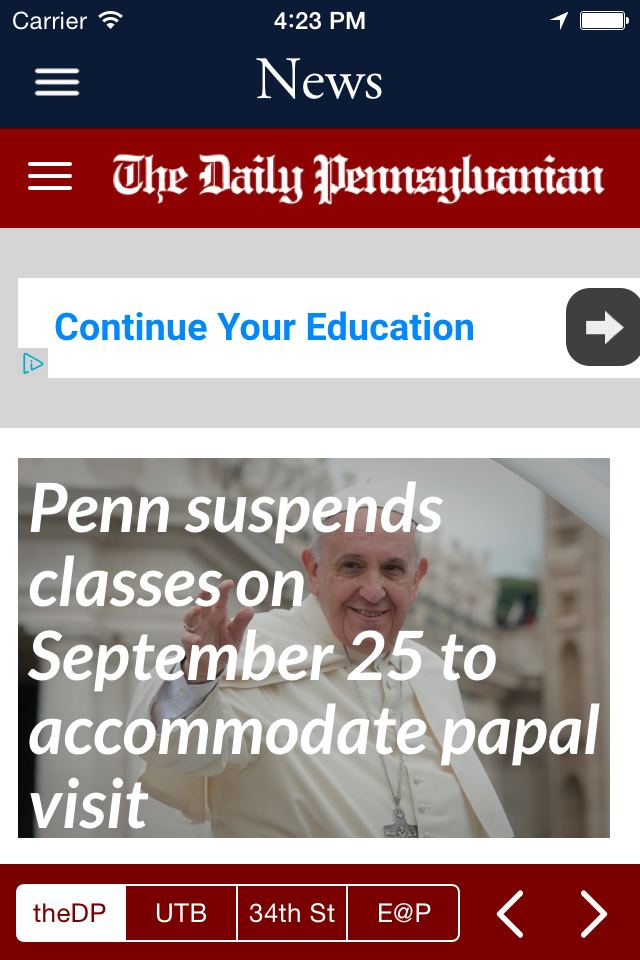 Carrier 4:23 PM
News
The Daily Pennsylvanian
Continue Your Education
Penn suspends
classes on
September 25 to
accommodate papal
visit
theDP UTB 34th St E@P